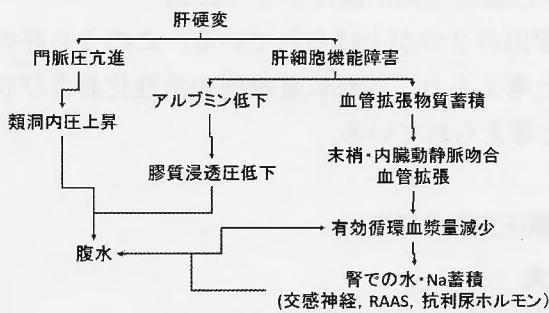 肝硬変
門脈圧亢進
肝細胞機能障害
類洞内圧上昇
アルブミン低下
血管拡張物質蓄積
膠質浸透圧低下
末梢・内臓動静脈吻合
血管拡張
有効循環血漿量減少
腹水
腎での水・Na蓄積
(交感神経, RAAS, 抗利尿ホルモン)